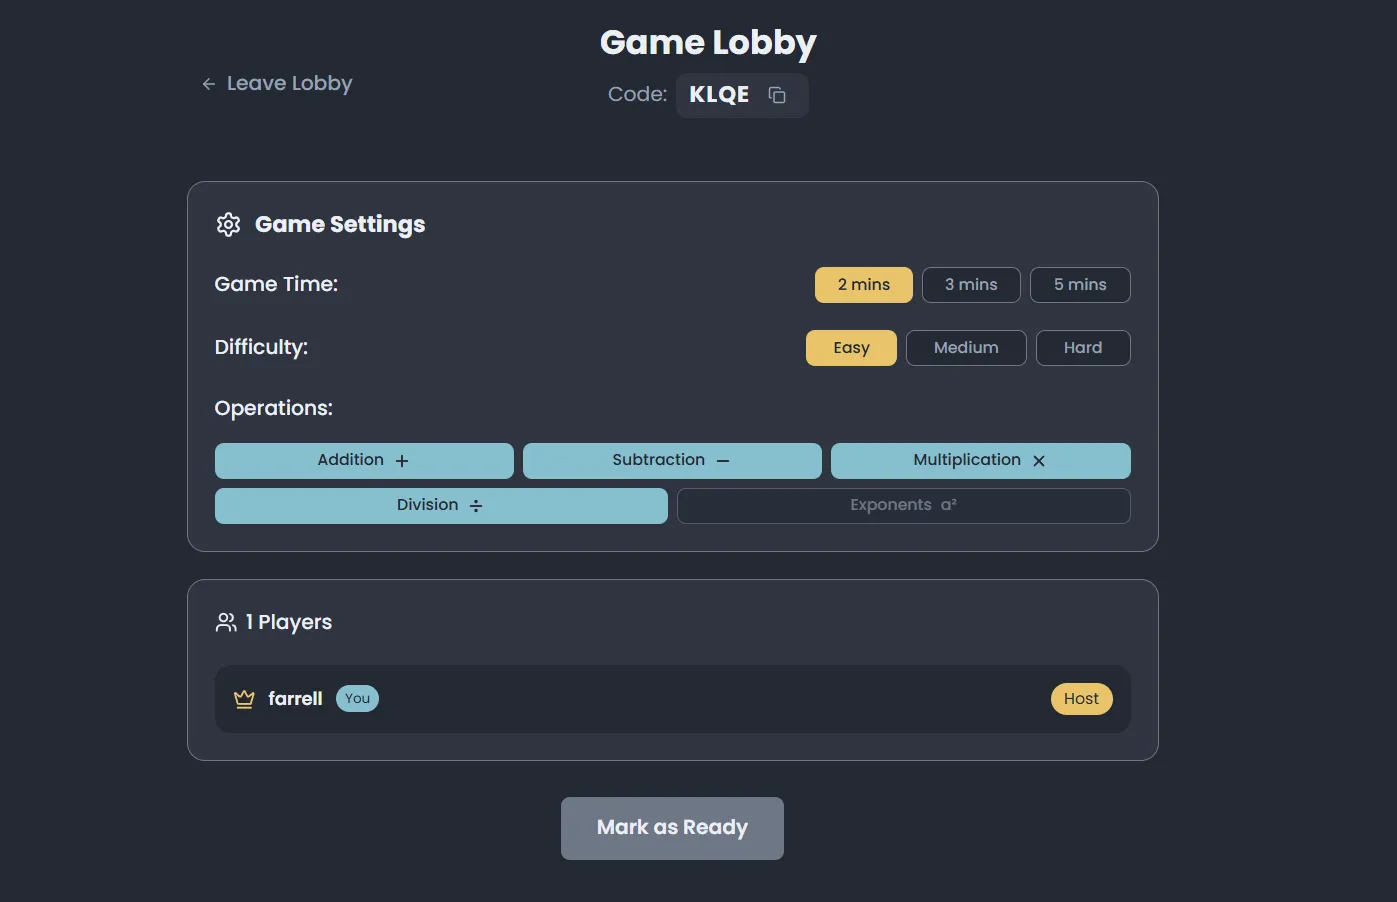 Game Lobby
← Leave Lobby
Code: KLQE
Game Settings
Game Time:
2 mins
3 mins
5 mins
Difficulty:
Easy
Medium
Hard
Operations:
Addition +
Subtraction −
Multiplication ×
Division ÷
Exponents a²
1 Players
farrell You
Host
Mark as Ready